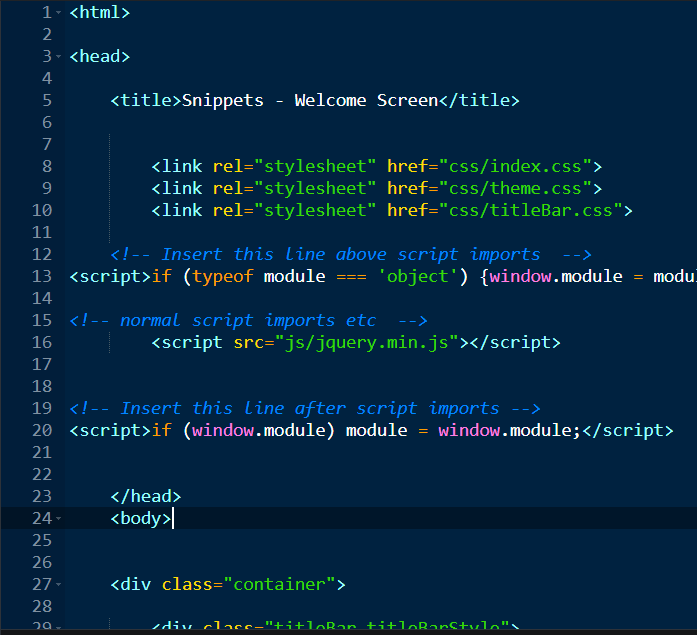 1 <html>
2
3 <head>
4
5 <title>Snippets - Welcome Screen</title>
6
7
8 <link rel="stylesheet" href="css/index.css">
9 <link rel="stylesheet" href="css/theme.css">
10 <link rel="stylesheet" href="css/titleBar.css">
11
12 <!-- Insert this line above script imports  -->
13 <script>if (typeof module === 'object') {window.module = modu
14
15 <!-- normal script imports etc  -->
16 <script src="js/jquery.min.js"></script>
17
18
19 <!-- Insert this line after script imports -->
20 <script>if (window.module) module = window.module;</script>
21
22
23 </head>
24 <body>
25
26
27 <div class="container">
28
29 <div class="titleBar titleBarStyle">